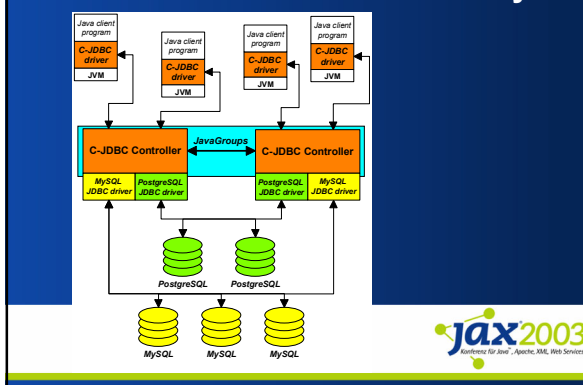 Java client
program
C-JDBC
driver
JVM
Java client
program
C-JDBC
driver
JVM
Java client
program
C-JDBC
driver
JVM
Java client
program
C-JDBC
driver
JVM
C-JDBC Controller
JavaGroups
C-JDBC Controller
MySQL
JDBC driver
PostgreSQL
JDBC driver
PostgreSQL
JDBC driver
MySQL
JDBC driver
PostgreSQL
PostgreSQL
MySQL
MySQL
MySQL
jax2003
Konferenz für Java™, Apache, XML, Web Services